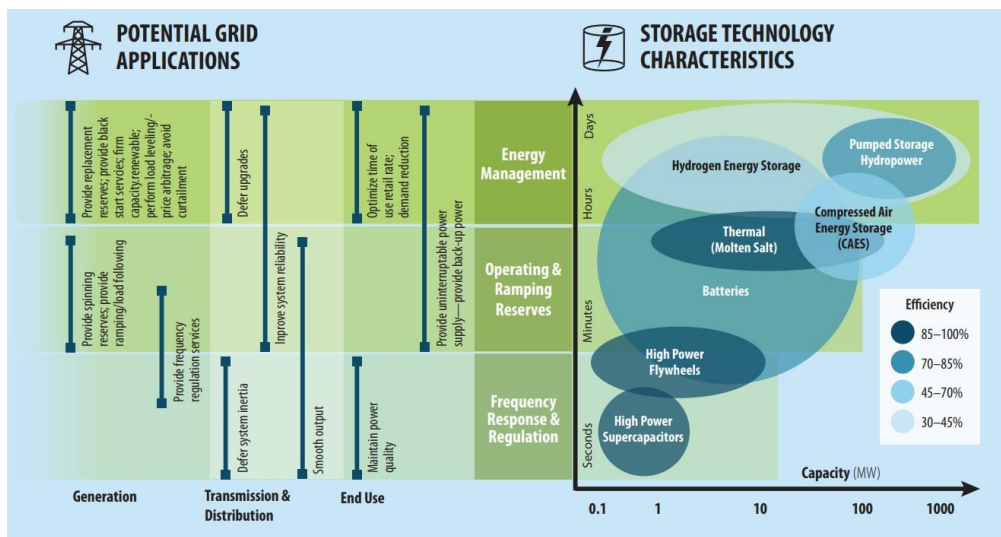 POTENTIAL GRID
APPLICATIONS
Provide replacement
reserves; provide black
start servcies; firm
capacity;renewable;
perform load leveling/-
price arbitrage; avoid
curtailment
Provide spinning
reserves; provide
ramping/load following
Provide frequency
regulation services
Defer upgrades
Inprove system reliability
Defer system inertia
Smooth output
Optimize time of
use retail rate;
demand reduction
Provide uninterruptable power
supply—provide back-up power
Maintain power
quality
Energy
Management
Operating &
Ramping
Reserves
Frequency
Response &
Regulation
Generation
Transmission &
Distribution
End Use
STORAGE TECHNOLOGY
CHARACTERISTICS
Days
Hours
Minutes
Seconds
Hydrogen Energy Storage
Pumped Storage
Hydropower
Compressed Air
Energy Storage
(CAES)
Thermal
(Molten Salt)
Batteries
High Power
Flywheels
High Power
Supercapacitors
Efficiency
85–100%
70–85%
45–70%
30–45%
Capacity (MW)
0.1 1 10 100 1000